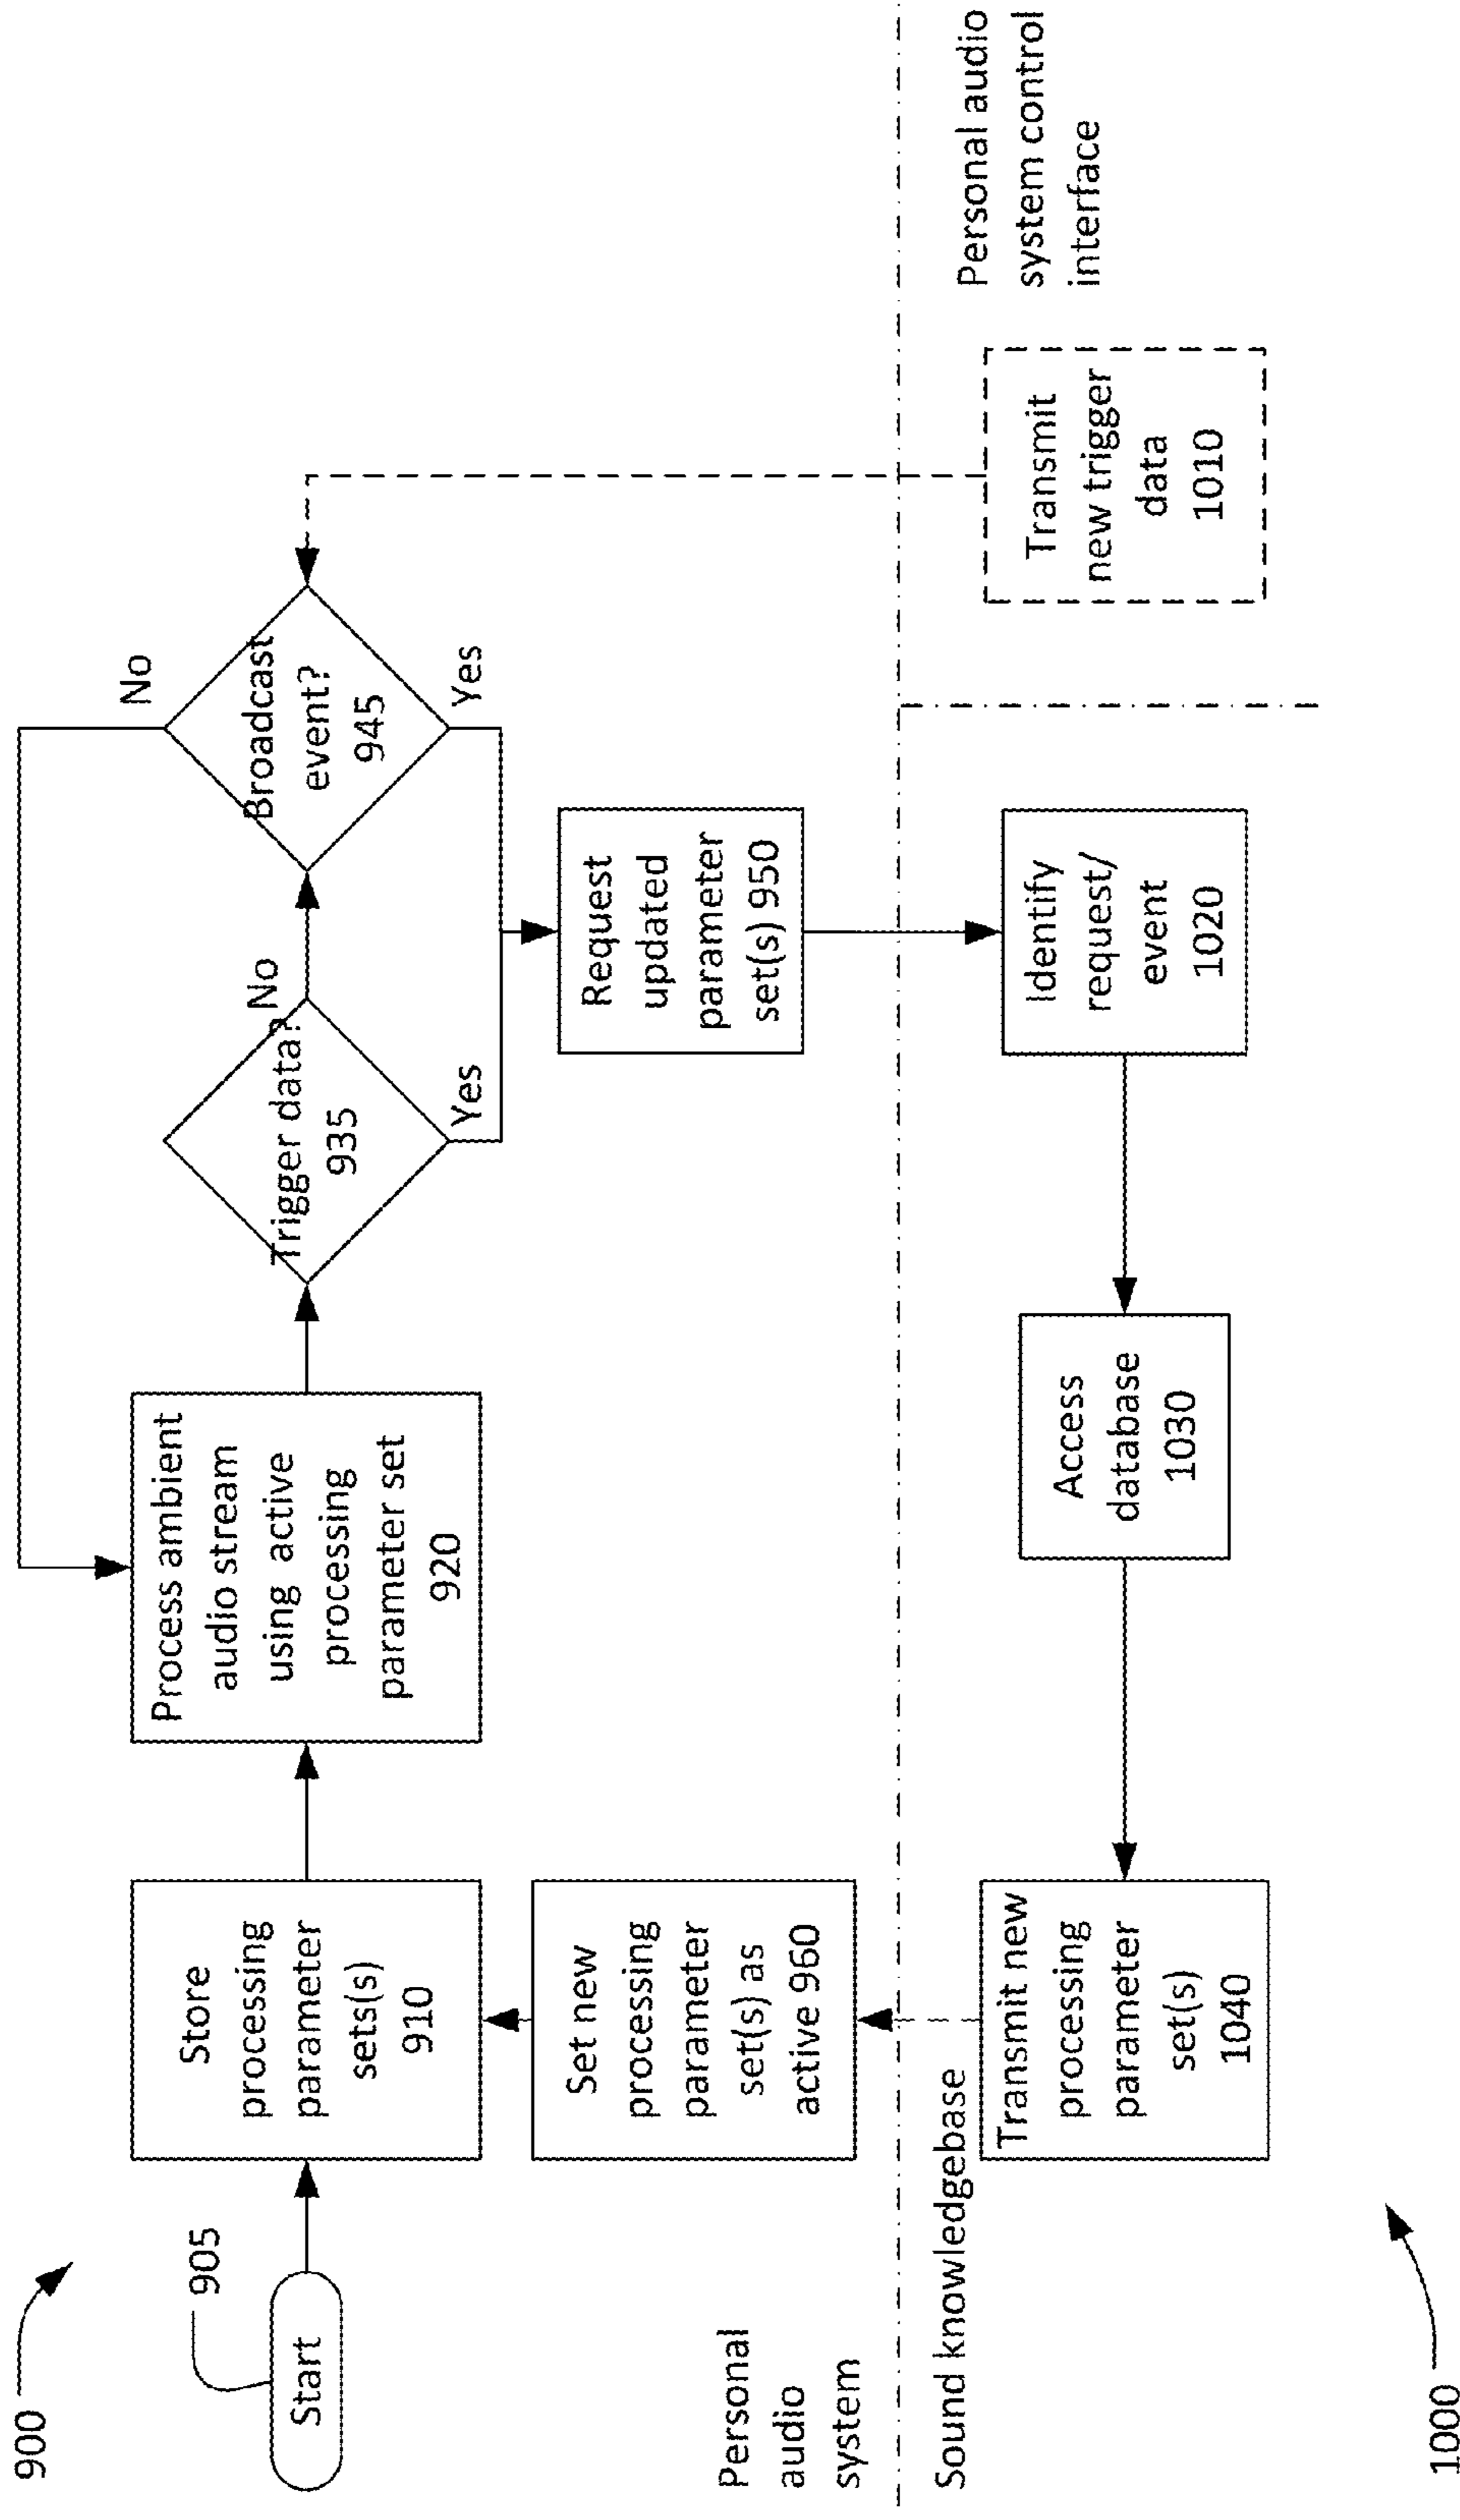 900
905
Start
Store
processing
parameter
sets(s)
910
Process ambient
audio stream
using active
processing
parameter set
920
Trigger data?
935
No
Yes
Broadcast
event?
945
No
Yes
Request
updated
parameter
set(s) 950
Set new
processing
parameter
set(s) as
active 960
Personal
audio
system
Sound knowledgebase
Personal audio
system control
interface
Transmit
new trigger
data
1010
Identify
request/
event
1020
Access
database
1030
Transmit new
processing
parameter
set(s)
1040
1000